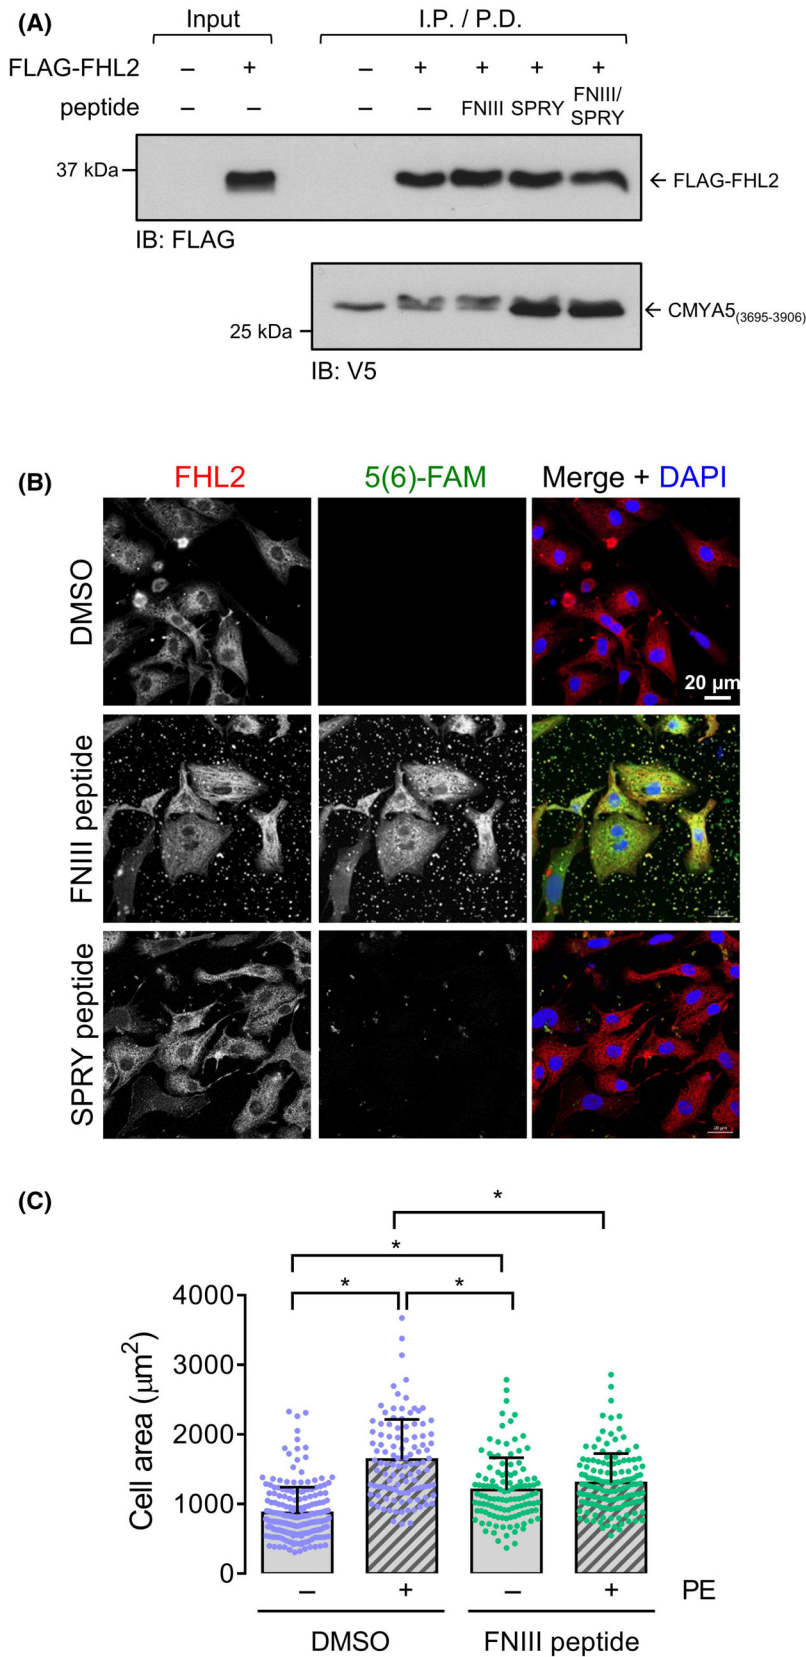 (A)
Input I.P. / P.D.
FLAG-FHL2 – + – + + + +
peptide – – – – FNIII SPRY FNIII/ SPRY
37 kDa
← FLAG-FHL2
IB: FLAG
← CMYA5(3695-3906)
25 kDa
IB: V5
(B)
FHL2 5(6)-FAM Merge + DAPI
DMSO
20 µm
FNIII peptide
SPRY peptide
(C)
*
*
* *
4000
3000
2000
1000
0
Cell area (µm2)
– + – + PE
DMSO FNIII peptide